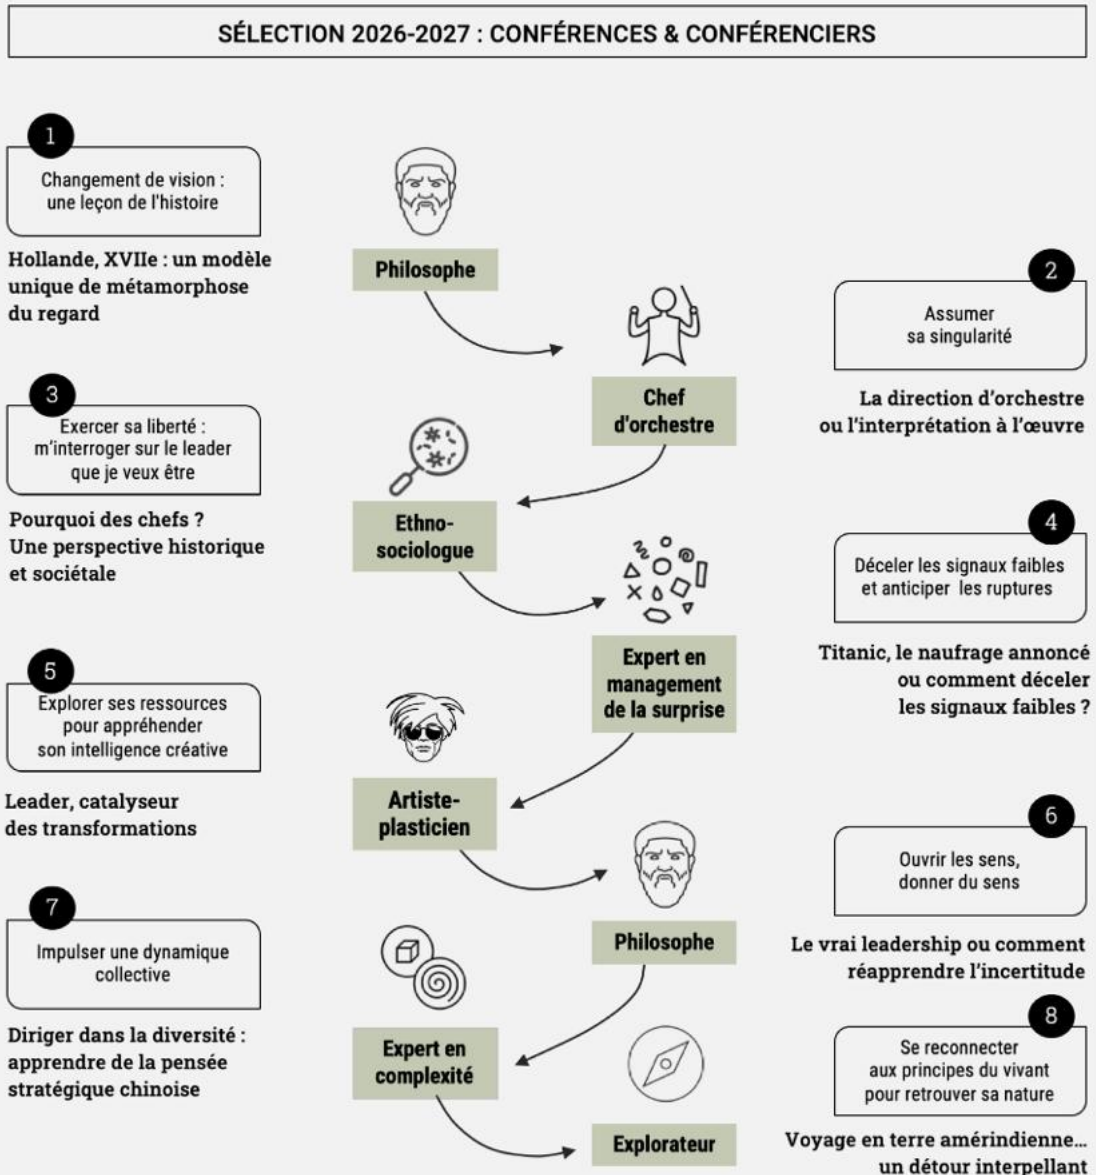 SÉLECTION 2026-2027 : CONFÉRENCES & CONFÉRENCIERS
1
Changement de vision :
une leçon de l'histoire
Hollande, XVIIe : un modèle
unique de métamorphose
du regard
Philosophe
2
Assumer
sa singularité
La direction d'orchestre
ou l'interprétation à l'œuvre
Chef
d'orchestre
3
Exercer sa liberté :
m'interroger sur le leader
que je veux être
Pourquoi des chefs ?
Une perspective historique
et sociétale
Ethno-
sociologue
4
Déceler les signaux faibles
et anticiper les ruptures
Titanic, le naufrage annoncé
ou comment déceler
les signaux faibles ?
Expert en
management
de la surprise
5
Explorer ses ressources
pour appréhender
son intelligence créative
Leader, catalyseur
des transformations
Artiste-
plasticien
6
Ouvrir les sens,
donner du sens
Le vrai leadership ou comment
réapprendre l'incertitude
Philosophe
7
Impulser une dynamique
collective
Diriger dans la diversité :
apprendre de la pensée
stratégique chinoise
Expert en
complexité
8
Se reconnecter
aux principes du vivant
pour retrouver sa nature
Voyage en terre amérindienne...
un détour interpellant
Explorateur